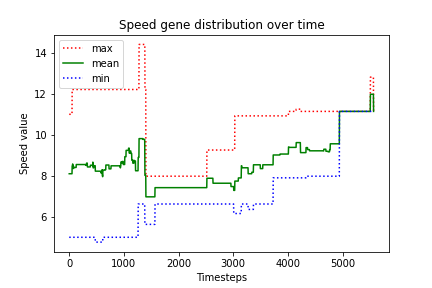 Speed gene distribution over time
max
mean
min
Speed value
14
12
10
8
6
0
1000
2000
3000
4000
5000
Timesteps